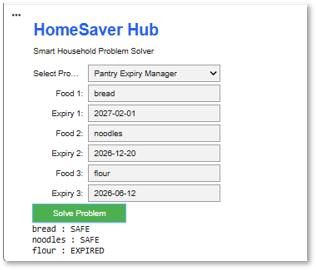 ...
HomeSaver Hub
Smart Household Problem Solver
Select Pro... Pantry Expiry Manager
Food 1: bread
Expiry 1: 2027-02-01
Food 2: noodles
Expiry 2: 2026-12-20
Food 3: flour
Expiry 3: 2026-06-12
Solve Problem
bread : SAFE
noodles : SAFE
flour : EXPIRED